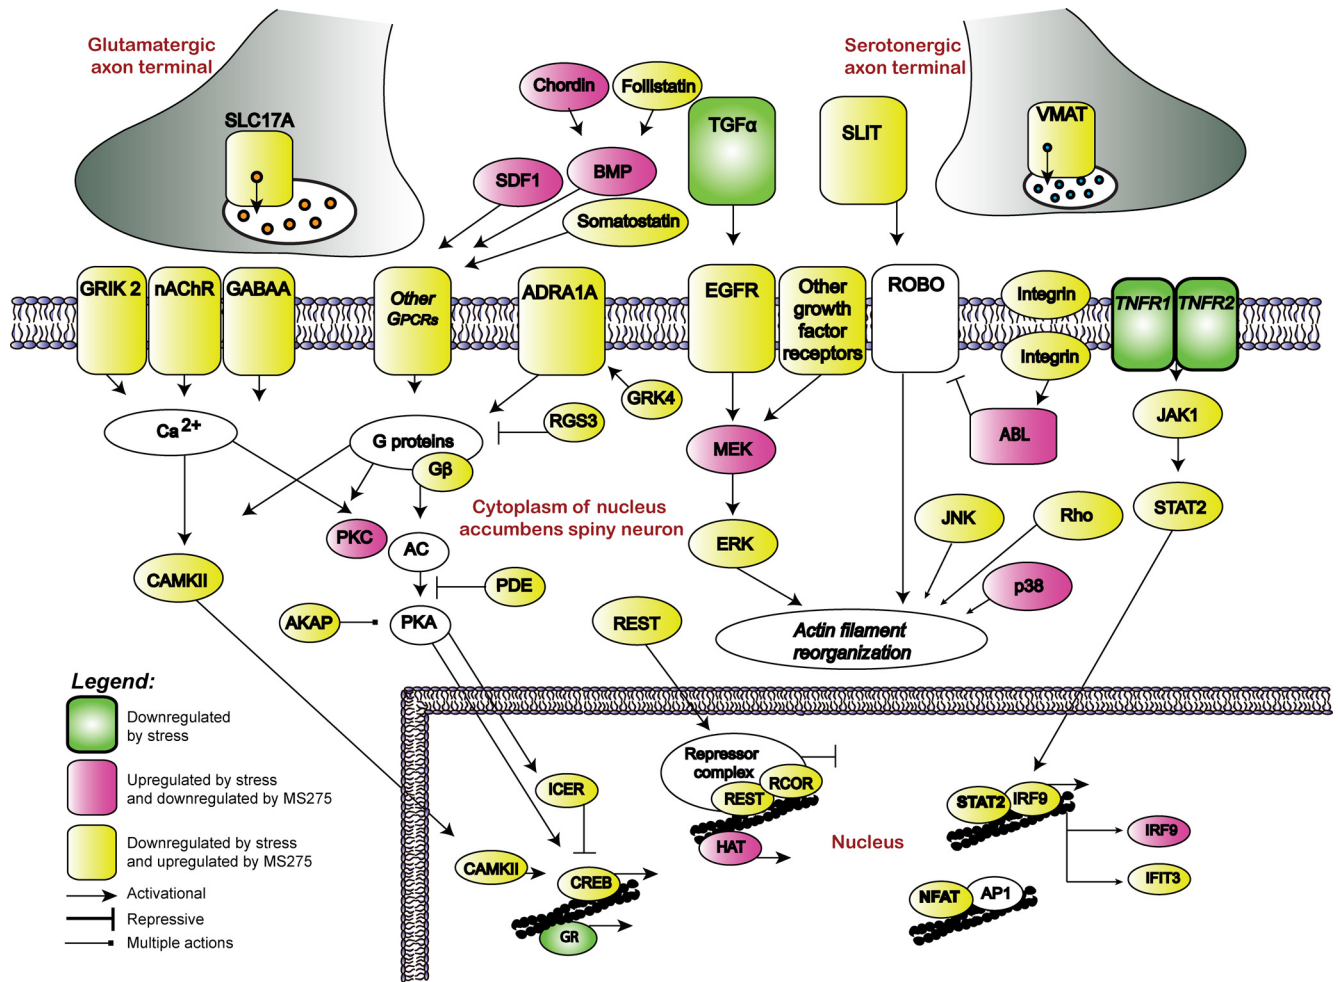 Glutamatergic
axon terminal
Serotonergic
axon terminal
SLC17A
Chordin
Follistatin
TGFα
SLIT
VMAT
SDF1
BMP
Somatostatin
GRIK 2
nAChR
GABAA
Other
GPCRs
ADRA1A
EGFR
Other
growth
factor
receptors
ROBO
Integrin
Integrin
TNFR1
TNFR2
GRK4
RGS3
Ca2+
G proteins
Gβ
MEK
ABL
JAK1
Cytoplasm of nucleus
accumbens spiny neuron
PKC
AC
ERK
JNK
Rho
STAT2
CAMKII
PDE
p38
AKAP
PKA
REST
Actin filament
reorganization
Legend:
Downregulated
by stress
Upregulated by stress
and downregulated by MS275
Downregulated by stress
and upregulated by MS275
Activational
Repressive
Multiple actions
ICER
Repressor
complex
REST
RCOR
HAT
Nucleus
STAT2
IRF9
IRF9
IFIT3
CAMKII
CREB
GR
NFAT
AP1